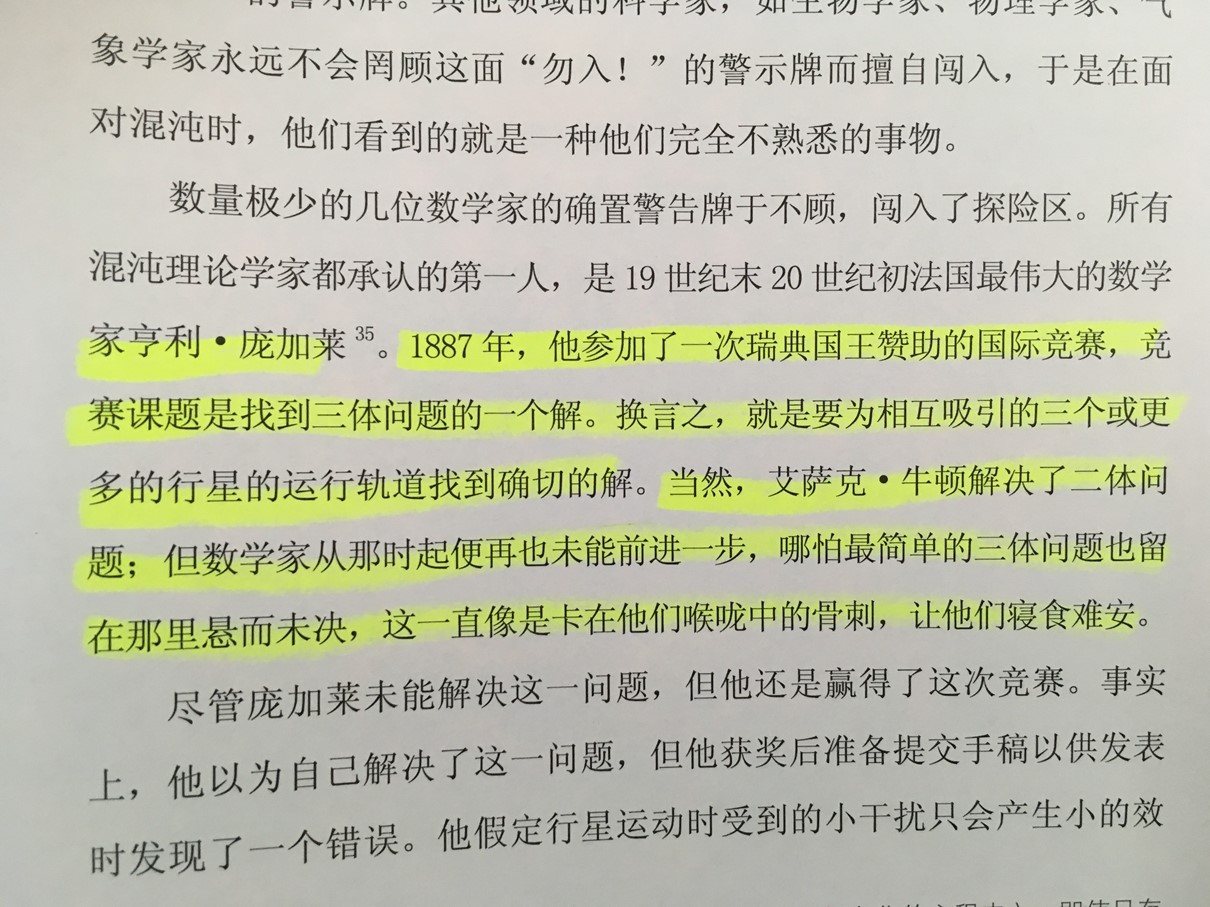 的警示牌。其他领域的科学家，如生物学家、物理学家、气
象学家永远不会罔顾这面“勿入！”的警示牌而擅自闯入，于是在面
对混沌时，他们看到的就是一种他们完全不熟悉的事物。
数量极少的几位数学家的确置警告牌于不顾，闯入了探险区。所有
混沌理论学家都承认的第一人，是 19 世纪末 20 世纪初法国最伟大的数学
家亨利·庞加莱35。1887 年，他参加了一次瑞典国王赞助的国际竞赛，竞
赛课题是找到三体问题的一个解。换言之，就是要为相互吸引的三个或更
多的行星的运行轨道找到确切的解。当然，艾萨克·牛顿解决了二体问
题；但数学家从那时起便再也未能前进一步，哪怕最简单的三体问题也留
在那里悬而未决，这一直像是卡在他们喉咙中的骨刺，让他们寝食难安。
尽管庞加莱未能解决这一问题，但他还是赢得了这次竞赛。事实
上，他以为自己解决了这一问题，但他获奖后准备提交手稿以供发表
时发现了一个错误。他假定行星运动时受到的小干扰只会产生小的效